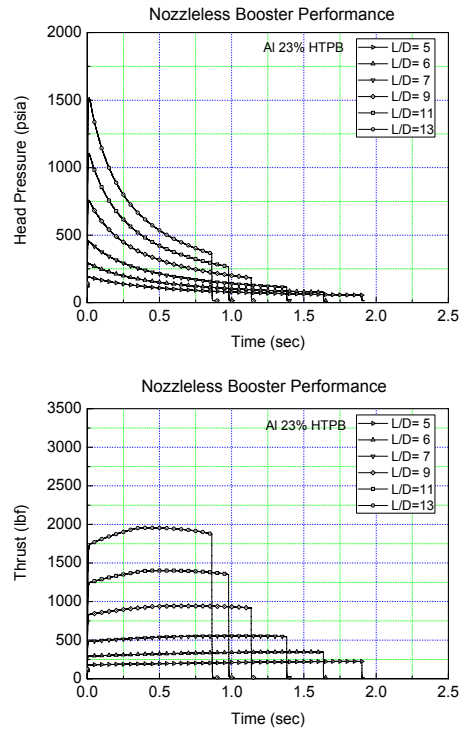 Nozzleless Booster Performance
Al 23% HTPB
L/D= 5
L/D= 6
L/D= 7
L/D= 9
L/D=11
L/D=13
Head Pressure (psia)
2000
1500
1000
500
0
0.0 0.5 1.0 1.5 2.0 2.5
Time (sec)
Nozzleless Booster Performance
Al 23% HTPB
L/D= 5
L/D= 6
L/D= 7
L/D= 9
L/D=11
L/D=13
Thrust (lbf)
3500
3000
2500
2000
1500
1000
500
0
0.0 0.5 1.0 1.5 2.0 2.5
Time (sec)